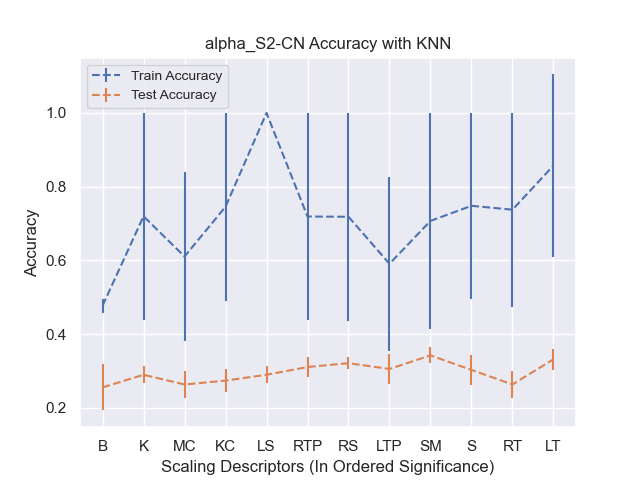 alpha_S2-CN Accuracy with KNN
Train Accuracy
Test Accuracy
1.0
0.8
0.6
0.4
0.2
Accuracy
B K MC KC LS RTP RS LTP SM S RT LT
Scaling Descriptors (In Ordered Significance)